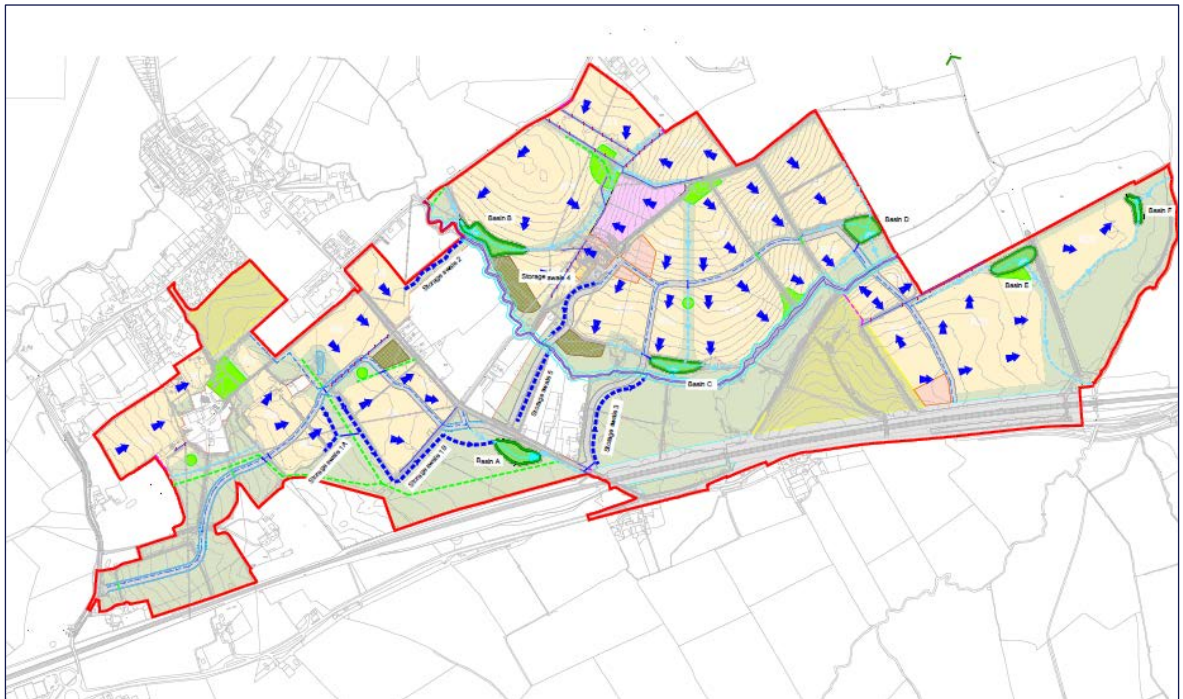 Basin F
Basin B
Basin D
Storage swale 2
Storage swale 4
Basin E
Basin C
Storage swale 5
Storage swale 3
Storage swale 1A
Storage swale 1B
Basin A